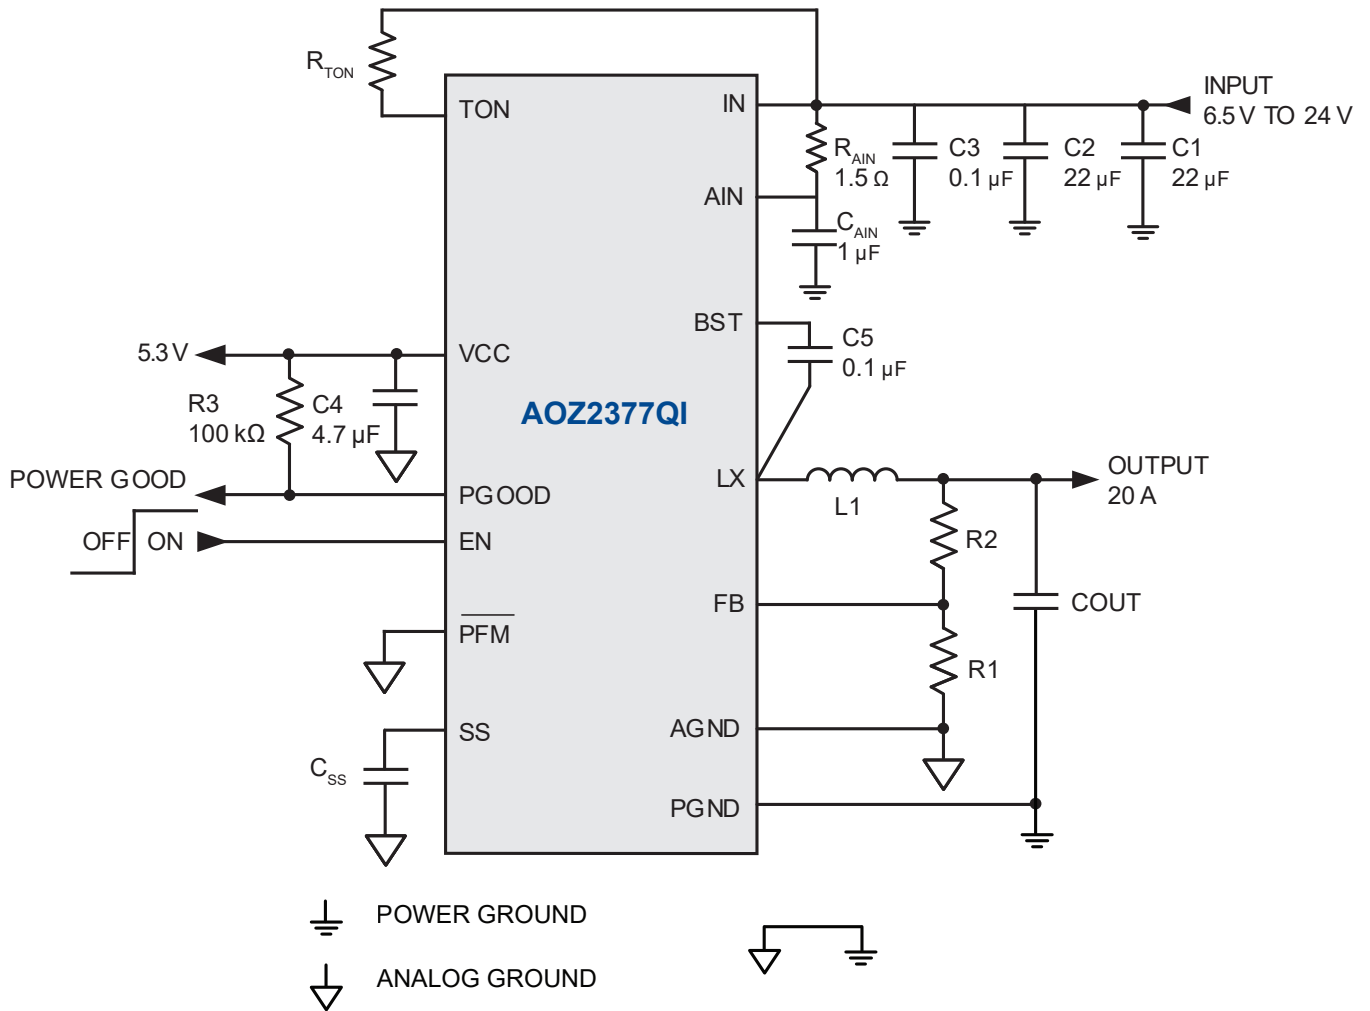 R_TON
TON
IN
INPUT
6.5 V TO 24 V
R_AIN
1.5 Ω
C3
0.1 µF
C2
22 µF
C1
22 µF
AIN
C_AIN
1 µF
BST
C5
0.1 µF
5.3 V
VCC
R3
100 kΩ
C4
4.7 µF
AOZ2377QI
POWER GOOD
PGOOD
LX
L1
OUTPUT
20 A
OFF
ON
EN
R2
FB
COUT
PFM
R1
SS
AGND
C_SS
PGND
POWER GROUND
ANALOG GROUND